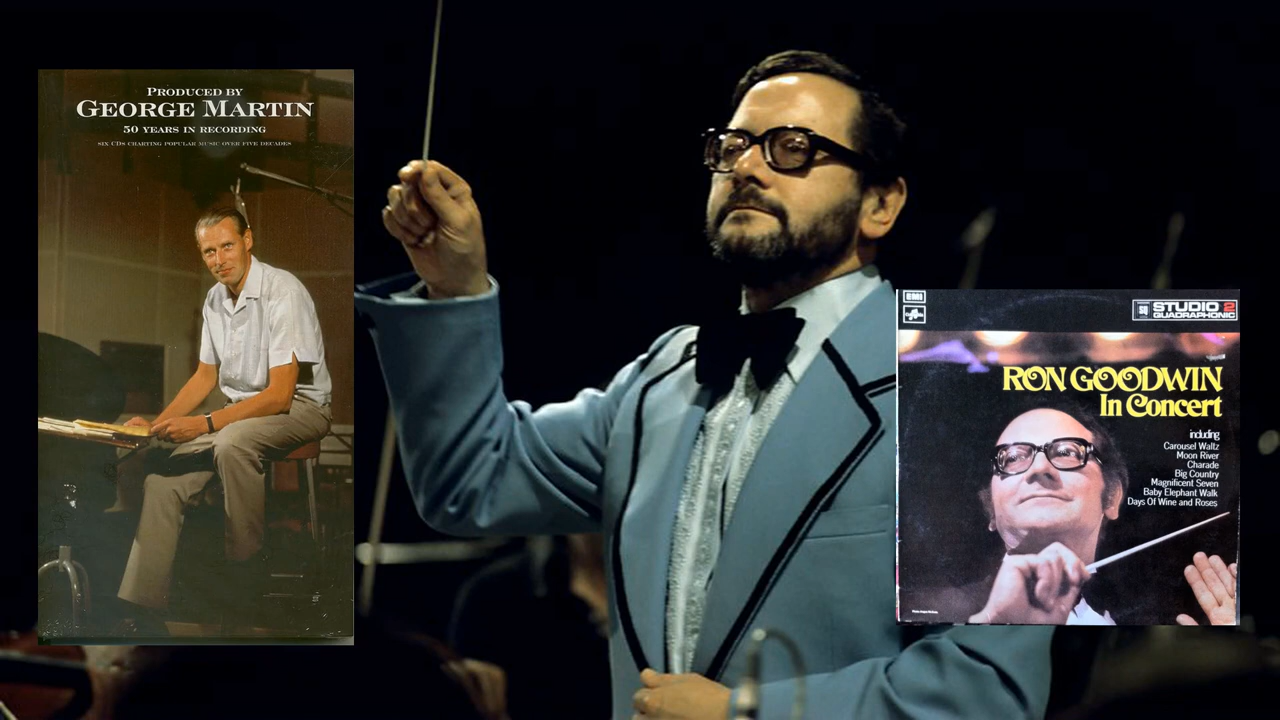 PRODUCED BY
GEORGE MARTIN
50 YEARS IN RECORDING
SIX CDS CHARTING POPULAR MUSIC OVER FIVE DECADES
EMI
STUDIO 2
SQ
QUADRAPHONIC
RON GOODWIN
In Concert
including
Carousel Waltz
Moon River
Charade
Big Country
Magnificent Seven
Baby Elephant Walk
Days Of Wine and Roses